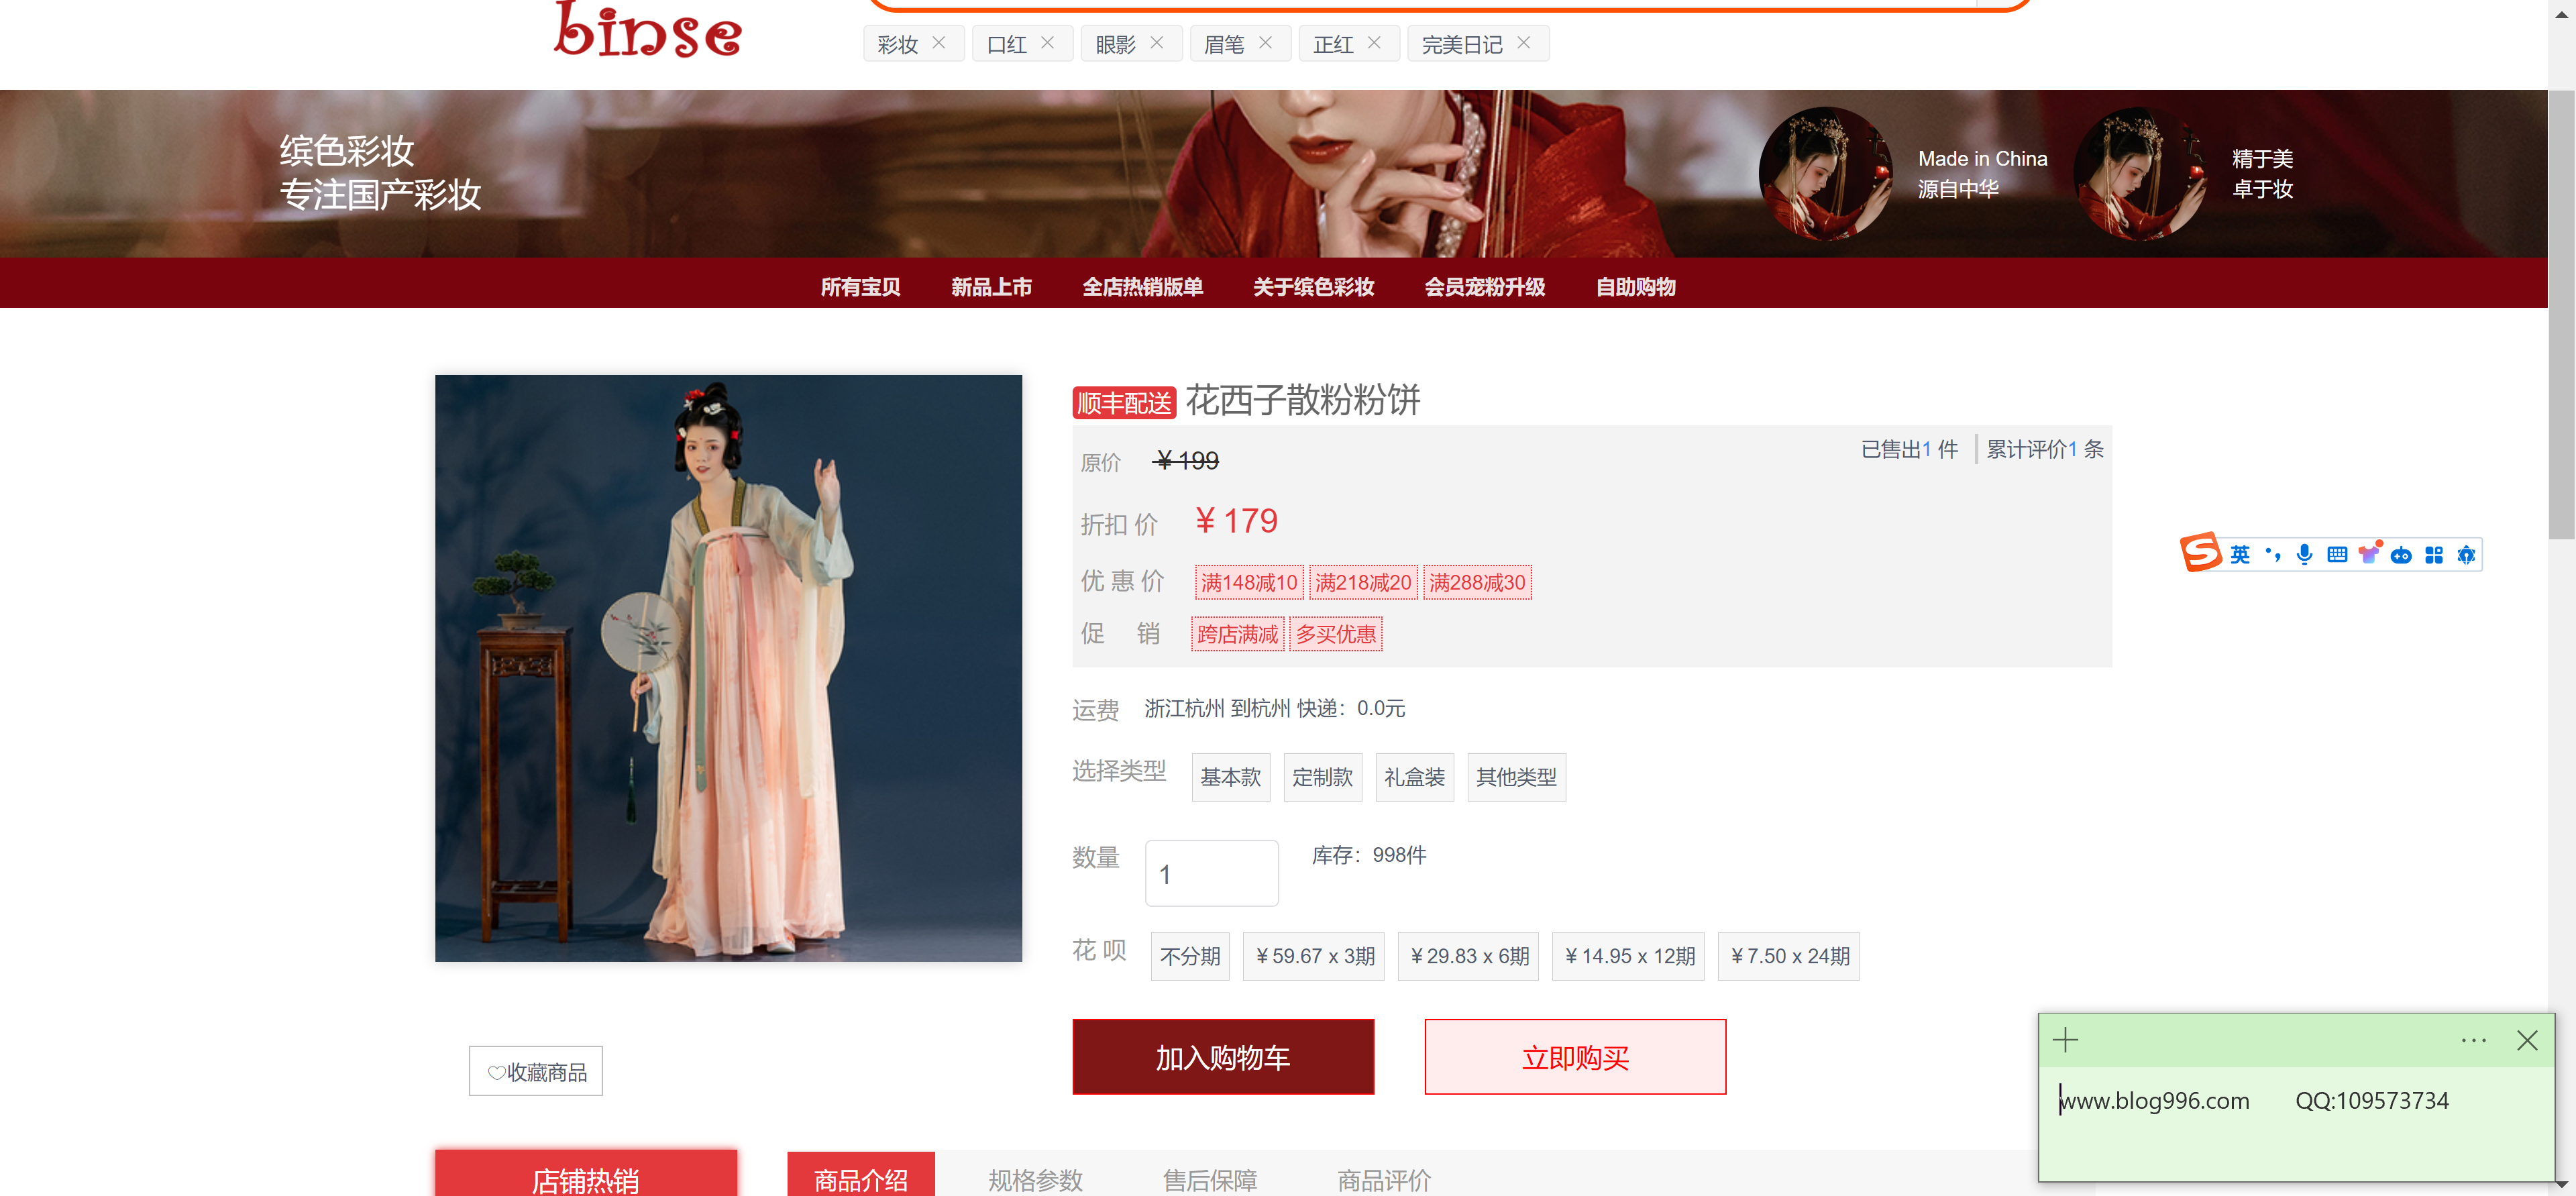 binse
彩妆 口红 眼影 眉笔 正红 完美日记
缤色彩妆
专注国产彩妆
Made in China
源自中华
精于美
卓于妆
所有宝贝 新品上市 全店热销版单 关于缤色彩妆 会员宠粉升级 自助购物
顺丰配送 花西子散粉粉饼
原价 ￥199 已售出1 件 累计评价1 条
折扣 价 ￥179
优 惠 价 满148减10 满218减20 满288减30
促 销 跨店满减 多买优惠
英
运费 浙江杭州 到杭州 快递：0.0元
选择类型 基本款 定制款 礼盒装 其他类型
数量 1 库存：998件
花 呗 不分期 ￥59.67 x 3期 ￥29.83 x 6期 ￥14.95 x 12期 ￥7.50 x 24期
加入购物车 立即购买
收藏商品
www.blog996.com QQ:109573734
店铺热销 商品介绍 规格参数 售后保障 商品评价